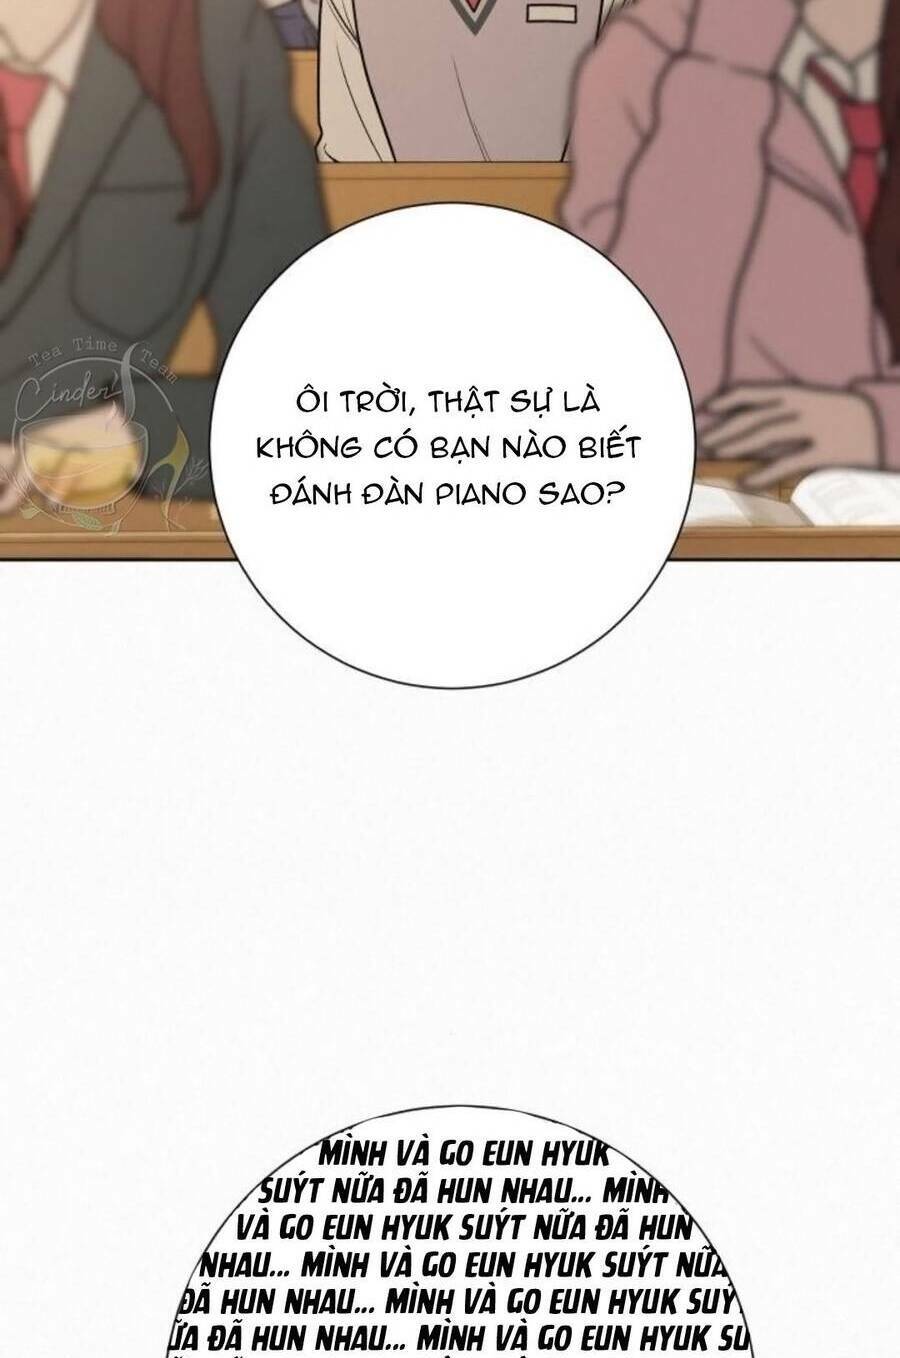 Tea Time Team
Cinder's
ÔI TRỜI, THẬT SỰ LÀ
KHÔNG CÓ BẠN NÀO BIẾT
ĐÁNH ĐÀN PIANO SAO?
MÌNH VÀ GO EUN HYUK
SUÝT NỮA ĐÃ HUN NHAU... MÌNH
VÀ GO EUN HYUK SUÝT NỮA ĐÃ HUN
NHAU... MÌNH VÀ GO EUN HYUK SUÝT NỮA
ĐÃ HUN NHAU... MÌNH VÀ GO EUN HYUK SUÝ
ĐÃ HUN NHAU... MÌNH VÀ GO EUN HYUK